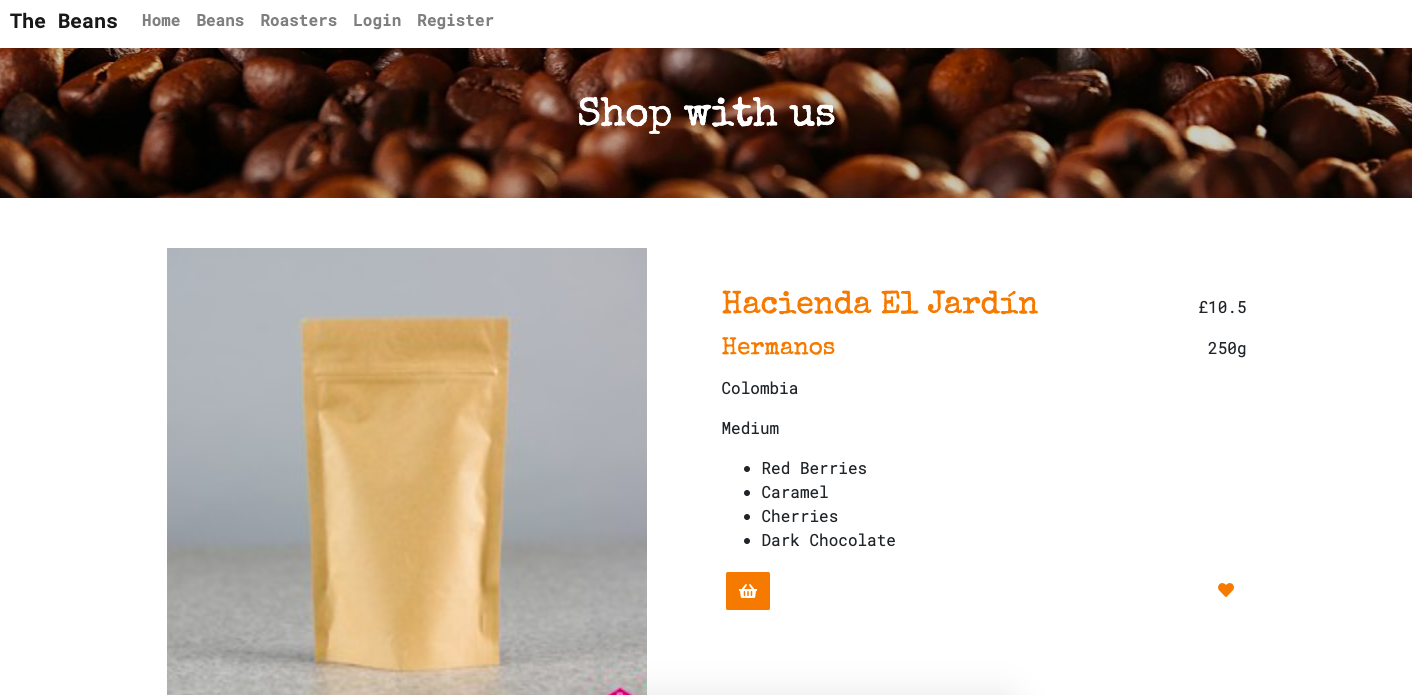 The Beans Home Beans Roasters Login Register
Shop with us
Hacienda El Jardín £10.5
Hermanos 250g
Colombia
Medium
Red Berries
Caramel
Cherries
Dark Chocolate